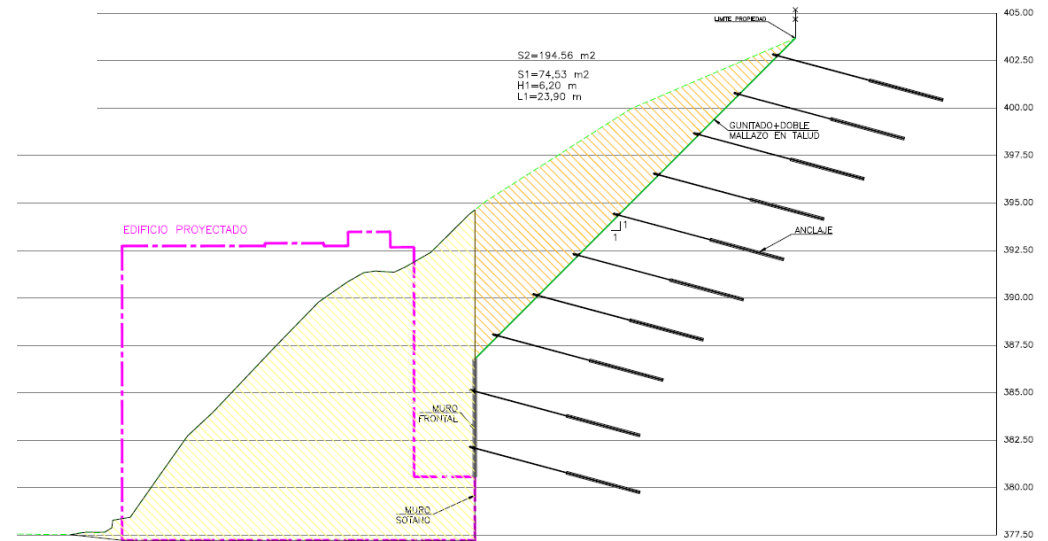 405.00
LIMITE PROPIEDAD
S2=194.56 m2
402.50
S1=74,53 m2
H1=6,20 m
L1=23,90 m
400.00
GUNITADO+DOBLE
MALLAZO EN TALUD
397.50
395.00
EDIFICIO PROYECTADO
1
1
ANCLAJE
392.50
390.00
387.50
385.00
MURO
FRONTAL
382.50
380.00
MURO
SOTANO
377.50